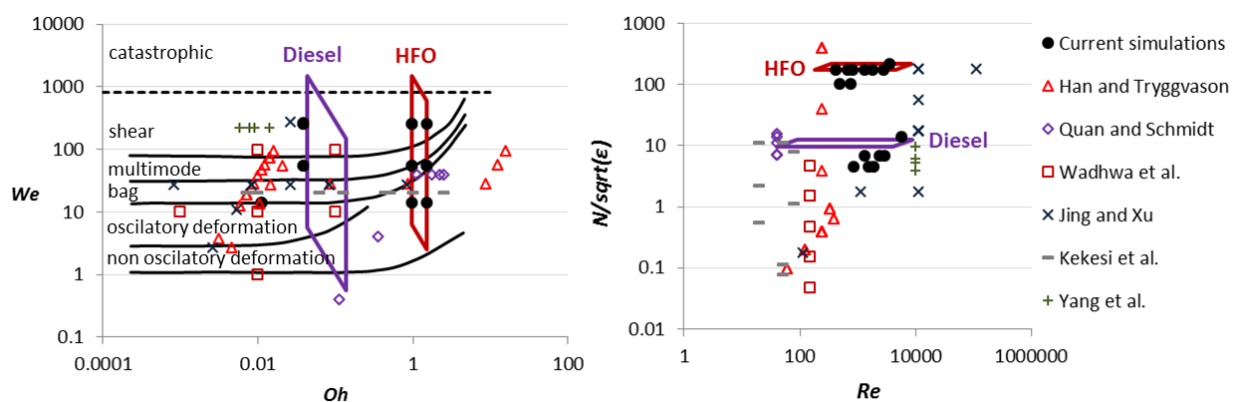 10000
1000
100
10
1
0.1
We
catastrophic
shear
multimode
bag
oscilatory deformation
non oscilatory deformation
Diesel
HFO
0.0001
0.01
1
100
Oh
1000
100
10
1
0.1
0.01
N/sqrt(ε)
HFO
Diesel
1
100
10000
1000000
Re
Current simulations
Han and Tryggvason
Quan and Schmidt
Wadhwa et al.
Jing and Xu
Kekesi et al.
Yang et al.